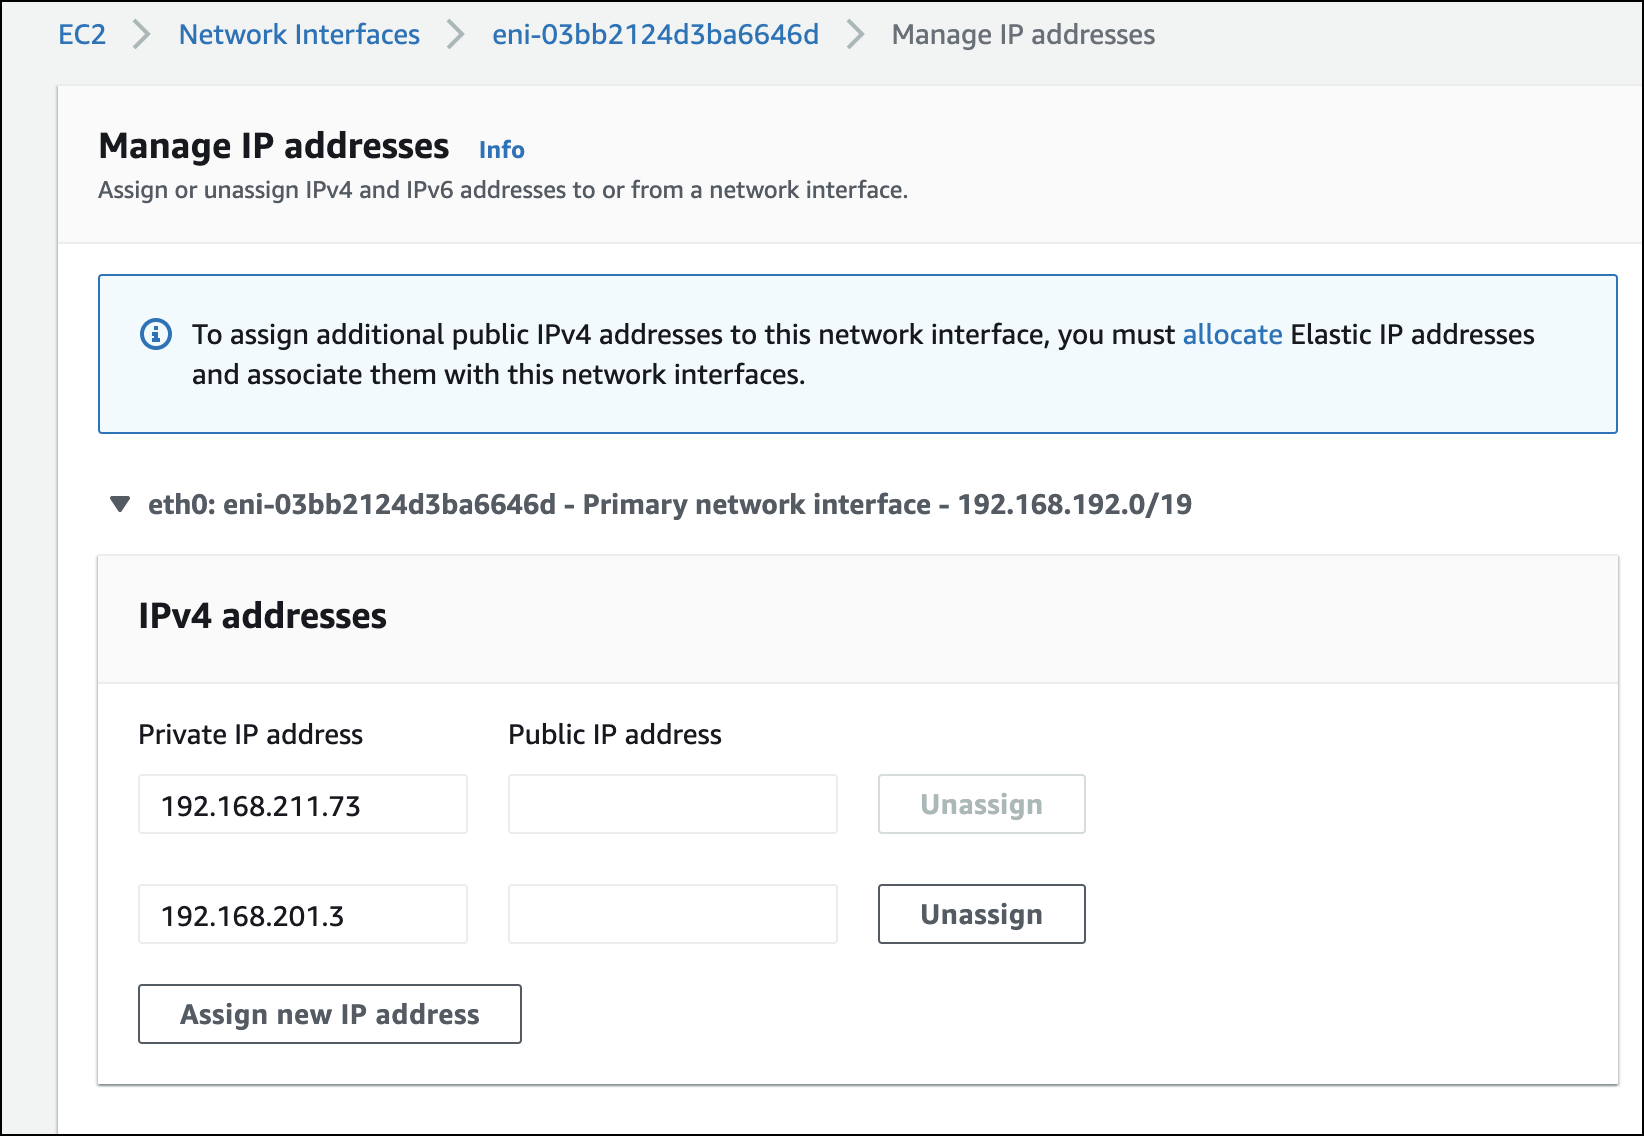 EC2 > Network Interfaces > eni-03bb2124d3ba6646d > Manage IP addresses
Manage IP addresses Info
Assign or unassign IPv4 and IPv6 addresses to or from a network interface.
To assign additional public IPv4 addresses to this network interface, you must allocate Elastic IP addresses
and associate them with this network interfaces.
eth0: eni-03bb2124d3ba6646d - Primary network interface - 192.168.192.0/19
IPv4 addresses
Private IP address Public IP address
192.168.211.73 Unassign
192.168.201.3 Unassign
Assign new IP address